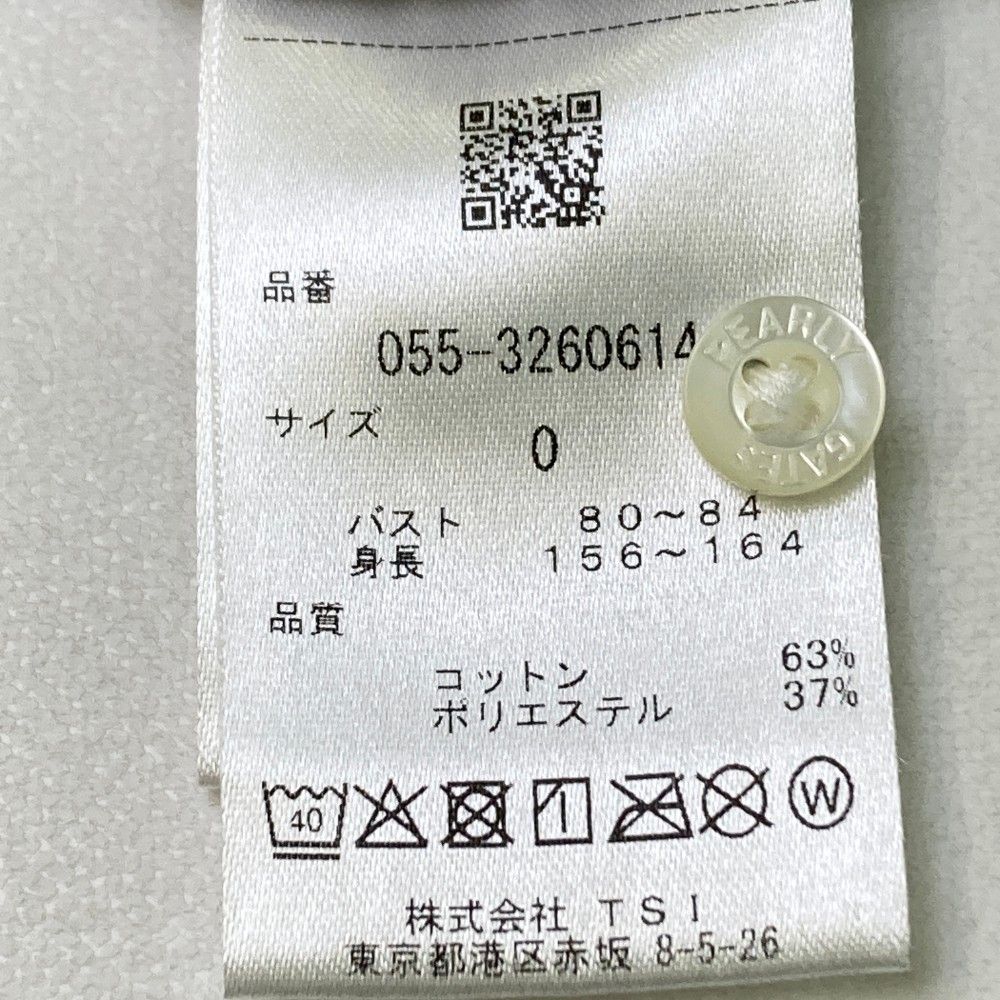 品番
055-3260614
PEARLY
GATES
サイズ
0
バスト 80～84
身長 156～164
品質
コットン 63%
ポリエステル 37%
40
W
株式会社 TSI
東京都港区赤坂 8-5-26